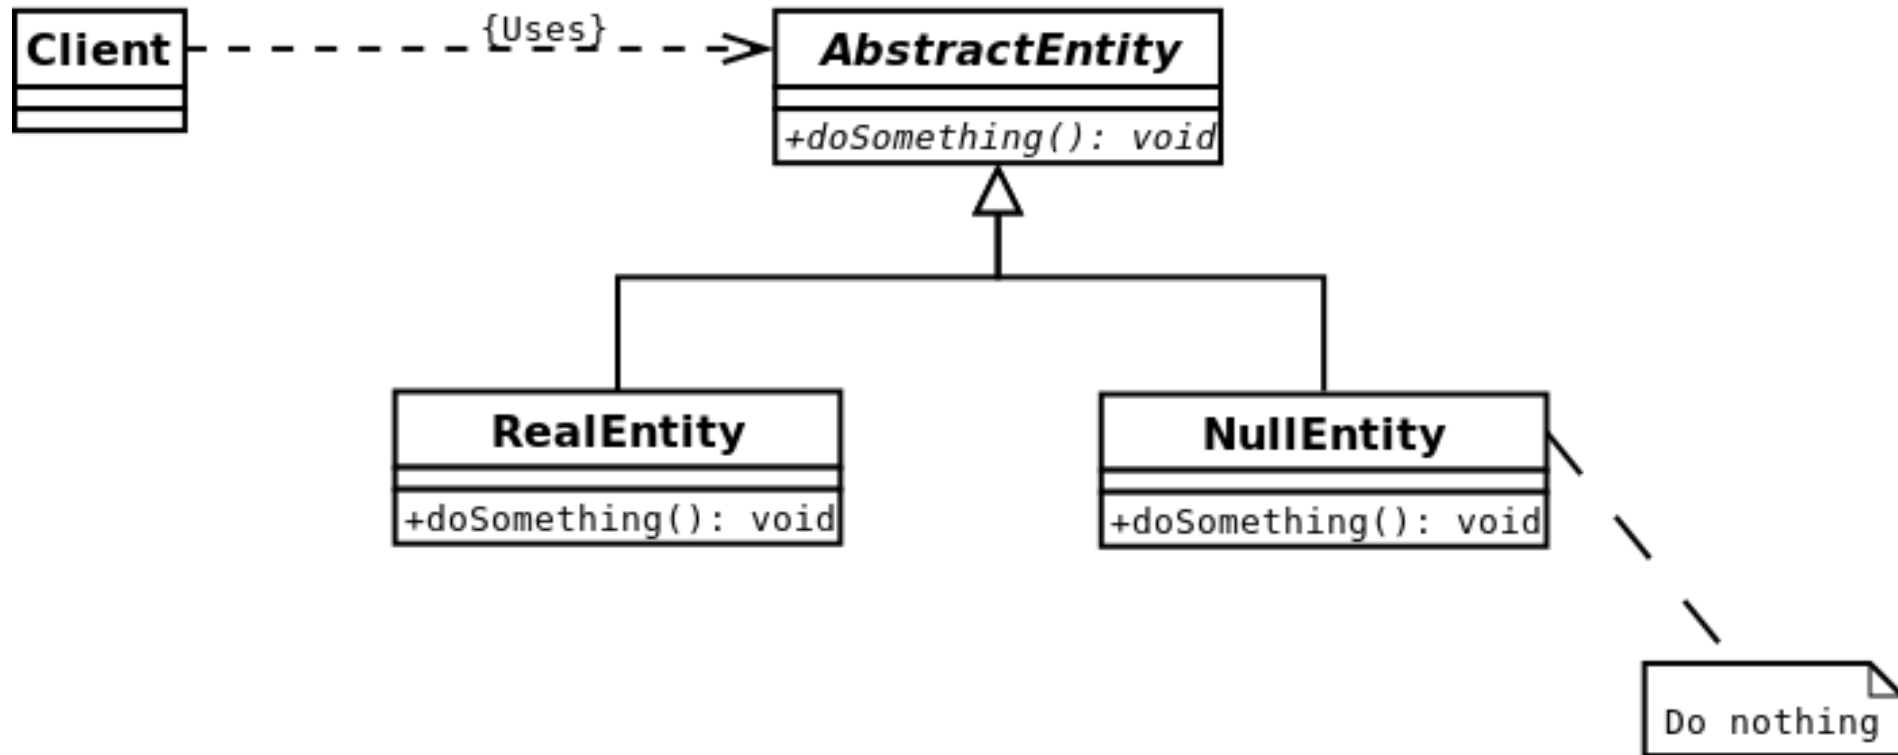 Client
{Uses}
AbstractEntity
+doSomething(): void
RealEntity
+doSomething(): void
NullEntity
+doSomething(): void
Do nothing